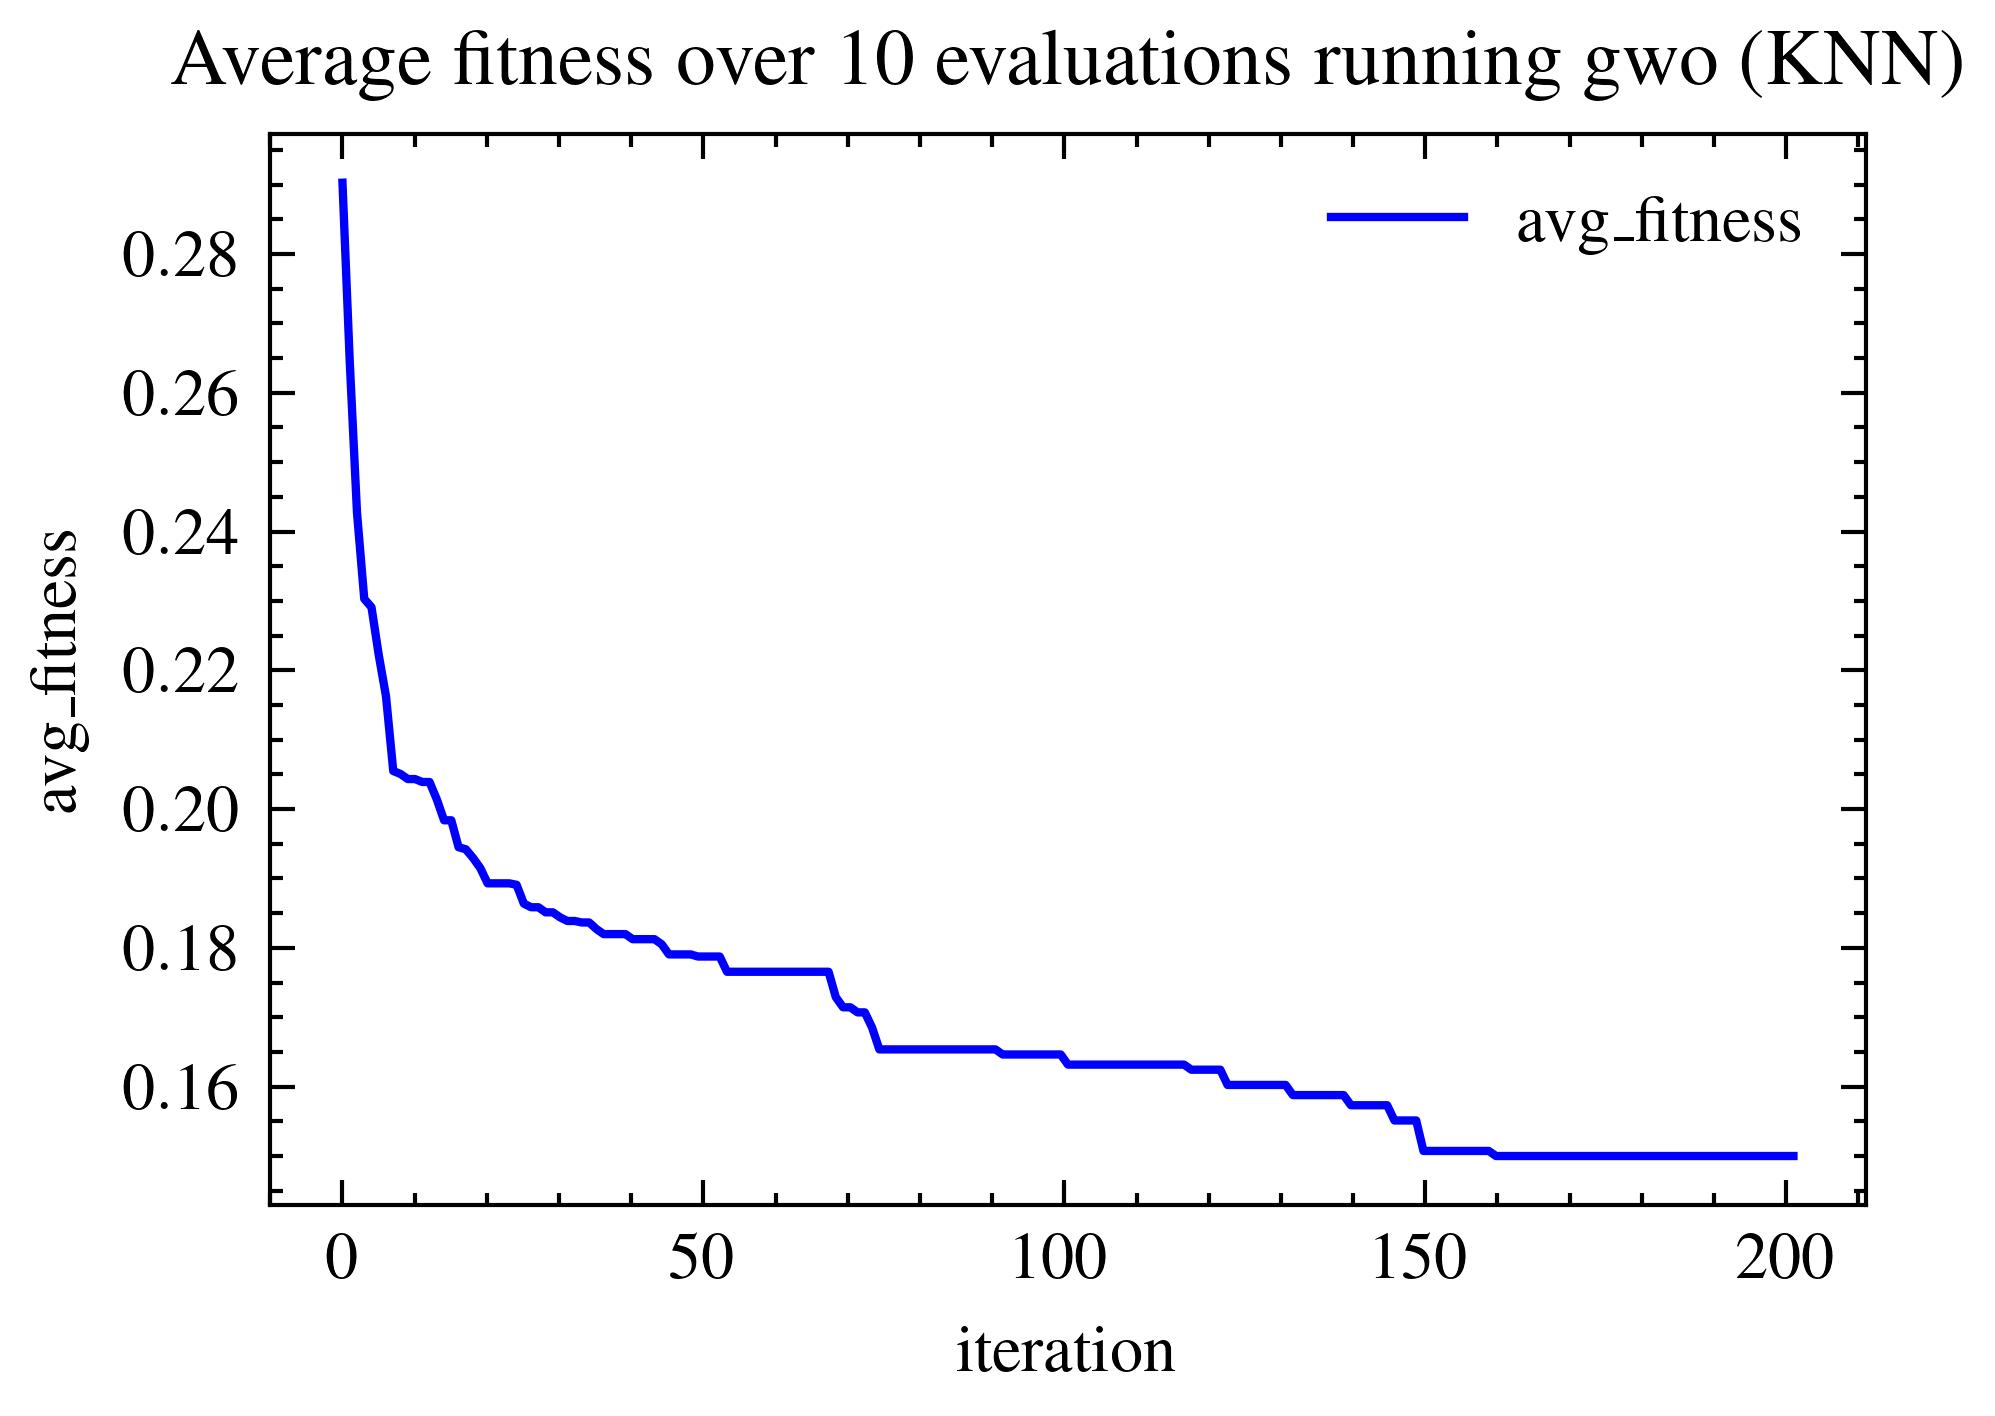 Average fitness over 10 evaluations running gwo (KNN)
avg_fitness
0.28
0.26
0.24
0.22
0.20
0.18
0.16
avg_fitness
0 50 100 150 200
iteration